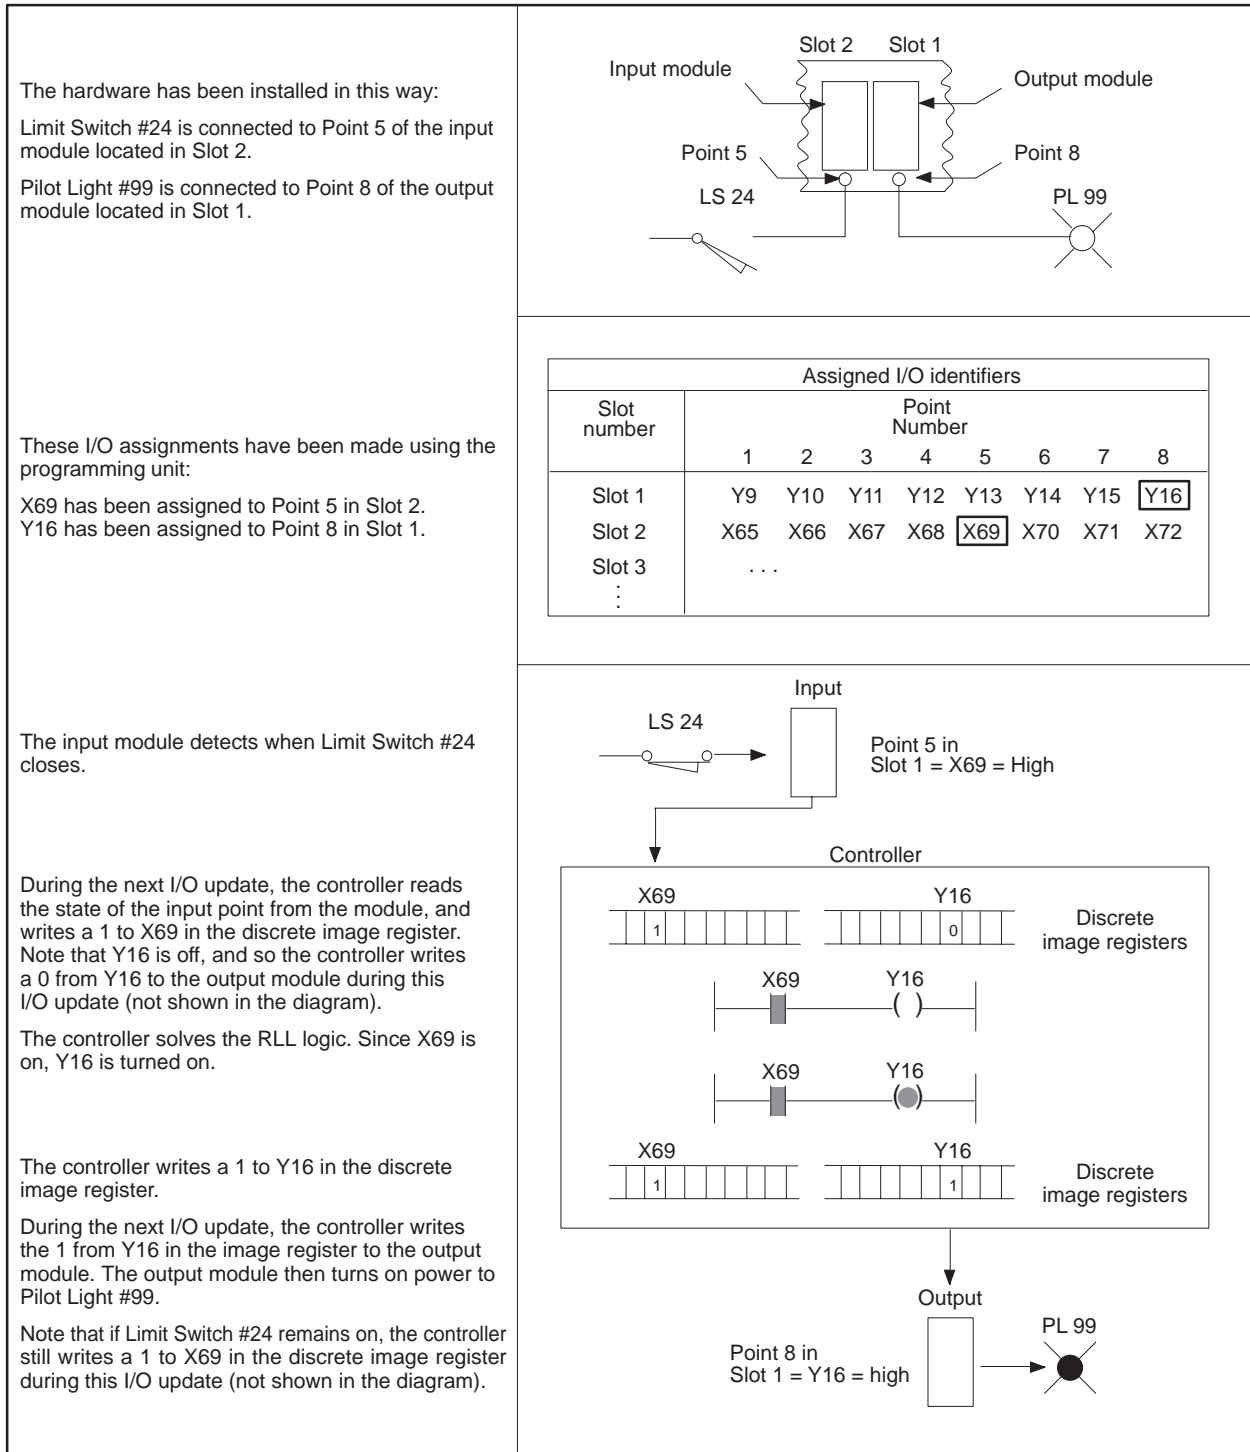 The hardware has been installed in this way:
Limit Switch #24 is connected to Point 5 of the input
module located in Slot 2.
Pilot Light #99 is connected to Point 8 of the output
module located in Slot 1.
Slot 2 Slot 1
Input module
Output module
Point 5
Point 8
LS 24
PL 99
These I/O assignments have been made using the
programming unit:
X69 has been assigned to Point 5 in Slot 2.
Y16 has been assigned to Point 8 in Slot 1.
Assigned I/O identifiers
Slot
number
Point
Number
1 2 3 4 5 6 7 8
Slot 1 Y9 Y10 Y11 Y12 Y13 Y14 Y15 Y16
Slot 2 X65 X66 X67 X68 X69 X70 X71 X72
Slot 3 . . .
.
.
.
The input module detects when Limit Switch #24
closes.
Input
LS 24
Point 5 in
Slot 1 = X69 = High
During the next I/O update, the controller reads
the state of the input point from the module, and
writes a 1 to X69 in the discrete image register.
Note that Y16 is off, and so the controller writes
a 0 from Y16 to the output module during this
I/O update (not shown in the diagram).
The controller solves the RLL logic. Since X69 is
on, Y16 is turned on.
The controller writes a 1 to Y16 in the discrete
image register.
During the next I/O update, the controller writes
the 1 from Y16 in the image register to the output
module. The output module then turns on power to
Pilot Light #99.
Note that if Limit Switch #24 remains on, the controller
still writes a 1 to X69 in the discrete image register
during this I/O update (not shown in the diagram).
Controller
X69 Y16
1 0
Discrete
image registers
X69 Y16
( )
X69 Y16
( )
X69 Y16
1 1
Discrete
image registers
Output
PL 99
Point 8 in
Slot 1 = Y16 = high